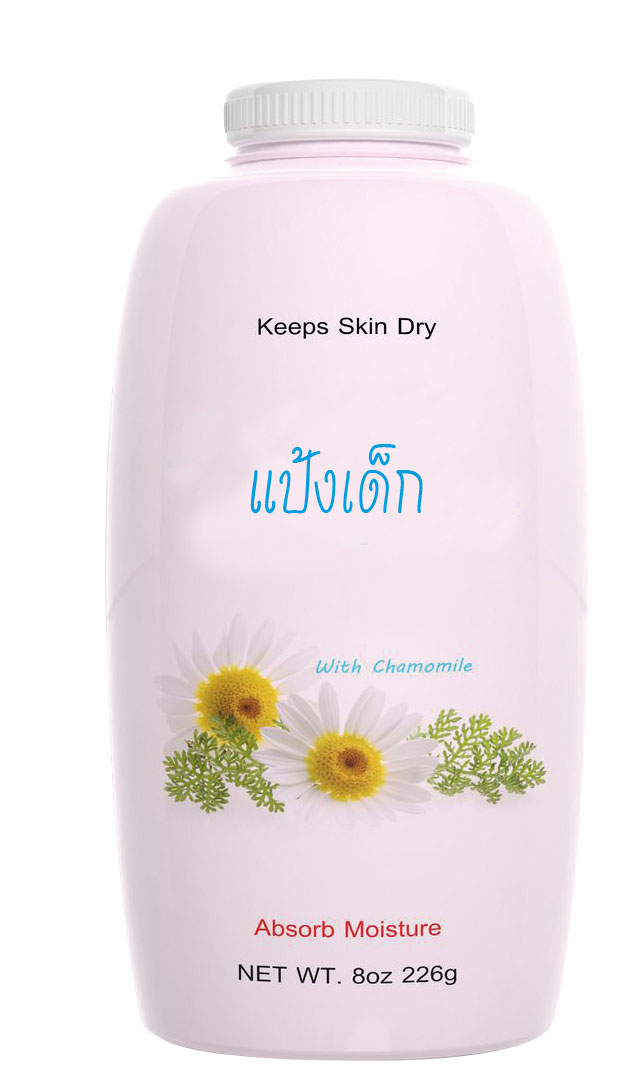 Keeps Skin Dry
แป้งเด็ก
With Chamomile
Absorb Moisture
NET WT. 8oz 226g